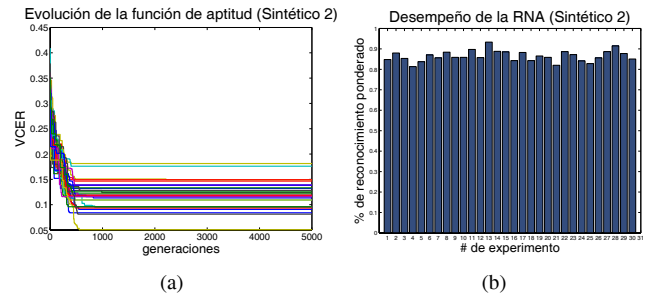 Evolución de la función de aptitud (Sintético 2)
0.45
0.4
0.35
0.3
0.25
0.2
0.15
0.1
0.05
VCER
0 1000 2000 3000 4000 5000
generaciones
(a)
Desempeño de la RNA (Sintético 2)
1
0.9
0.8
0.7
0.6
0.5
0.4
0.3
0.2
0.1
0
% de reconocimiento ponderado
1 2 3 4 5 6 7 8 9 10 11 12 13 14 15 16 17 18 19 20 21 22 23 24 25 26 27 28 29 30 31
# de experimento
(b)